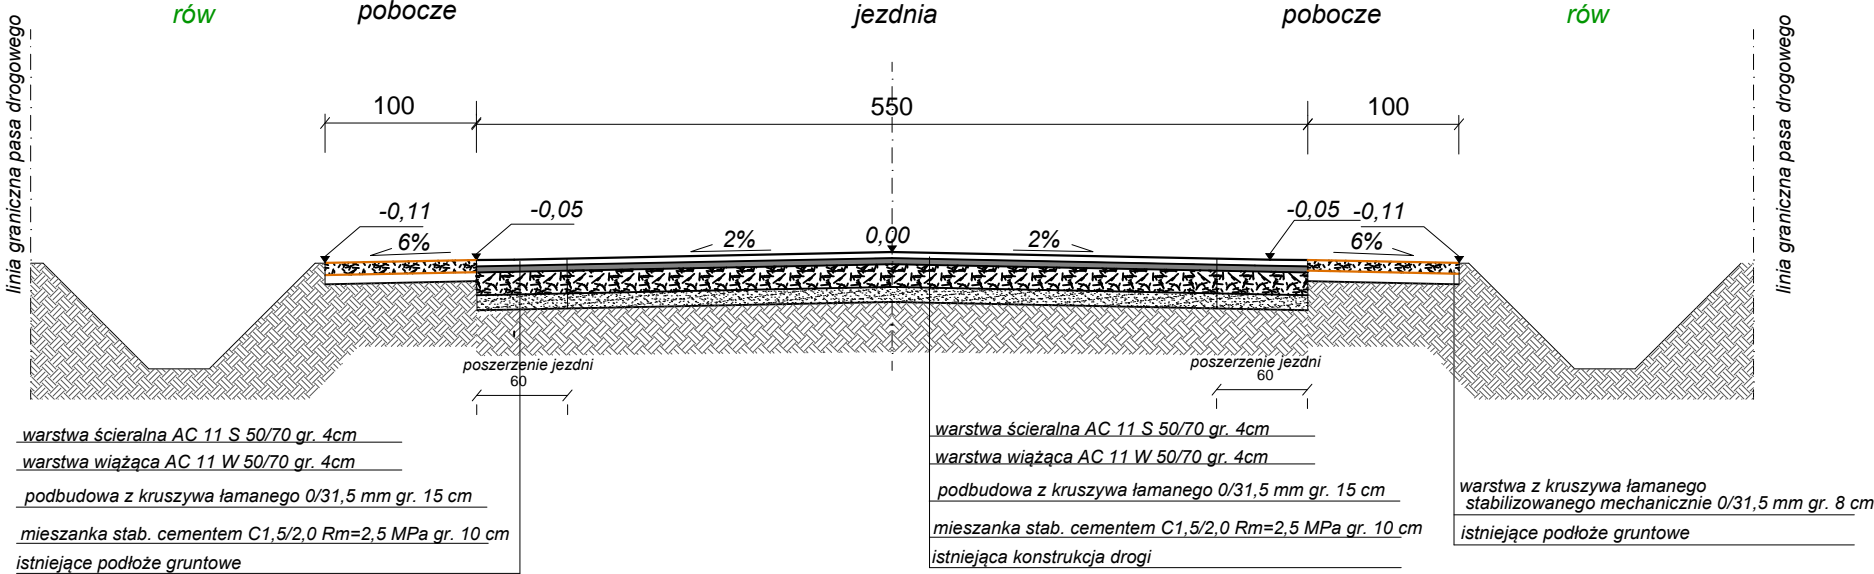 rów pobocze jezdnia pobocze rów
linia graniczna pasa drogowego
linia graniczna pasa drogowego
100 550 100
-0,11 -0,05 -0,05 -0,11
6% 2% 0,00 2% 6%
poszerzenie jezdni
60
poszerzenie jezdni
60
warstwa ścieralna AC 11 S 50/70 gr. 4cm
warstwa wiążąca AC 11 W 50/70 gr. 4cm
podbudowa z kruszywa łamanego 0/31,5 mm gr. 15 cm
mieszanka stab. cementem C1,5/2,0 Rm=2,5 MPa gr. 10 cm
istniejące podłoże gruntowe
warstwa ścieralna AC 11 S 50/70 gr. 4cm
warstwa wiążąca AC 11 W 50/70 gr. 4cm
podbudowa z kruszywa łamanego 0/31,5 mm gr. 15 cm
mieszanka stab. cementem C1,5/2,0 Rm=2,5 MPa gr. 10 cm
istniejąca konstrukcja drogi
warstwa z kruszywa łamanego
stabilizowanego mechanicznie 0/31,5 mm gr. 8 cm
istniejące podłoże gruntowe